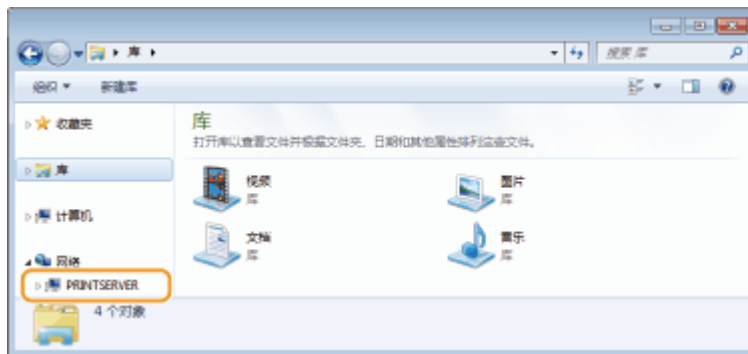 库
搜索 库
组织
新建库
收藏夹
库
计算机
网络
PRINTSERVER
库
打开库以查看文件并根据文件夹、日期和其他属性排列这些文件。
视频
库
图片
库
文档
库
音乐
库
4 个对象